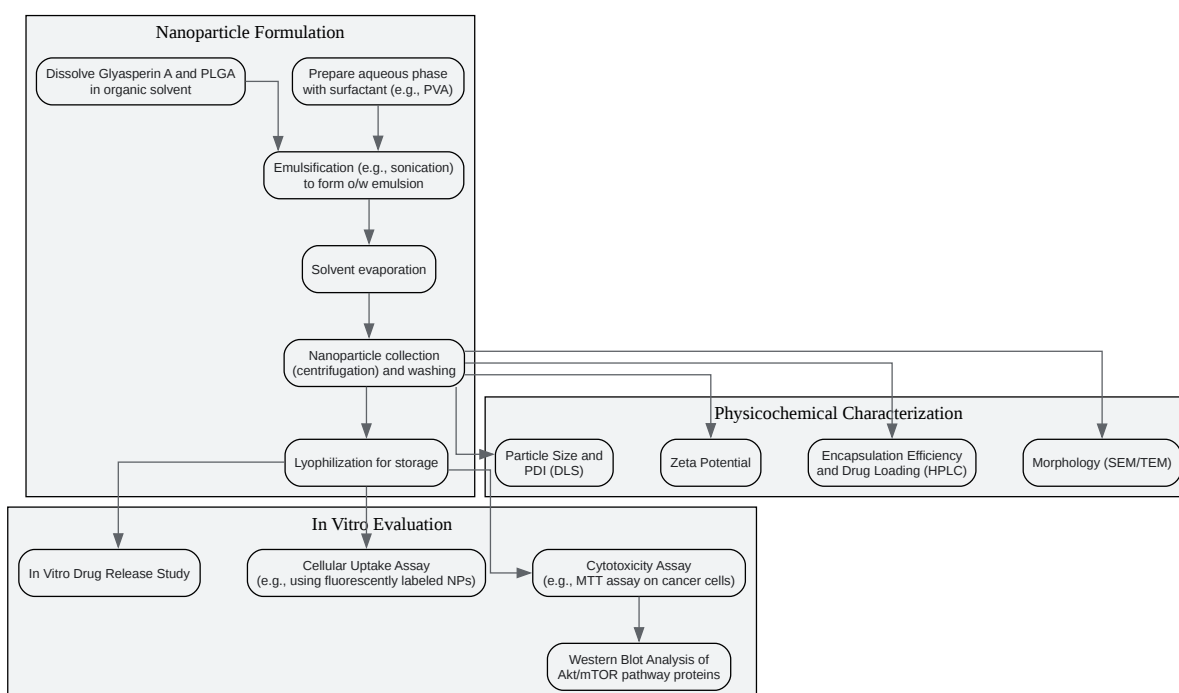 Nanoparticle Formulation
Dissolve Glyasperin A and PLGA
in organic solvent
Prepare aqueous phase
with surfactant (e.g., PVA)
Emulsification (e.g., sonication)
to form o/w emulsion
Solvent evaporation
Nanoparticle collection
(centrifugation) and washing
Lyophilization for storage
Physicochemical Characterization
Particle Size and
PDI (DLS)
Zeta Potential
Encapsulation Efficiency
and Drug Loading (HPLC)
Morphology (SEM/TEM)
In Vitro Evaluation
In Vitro Drug Release Study
Cellular Uptake Assay
(e.g., using fluorescently labeled NPs)
Cytotoxicity Assay
(e.g., MTT assay on cancer cells)
Western Blot Analysis of
Akt/mTOR pathway proteins